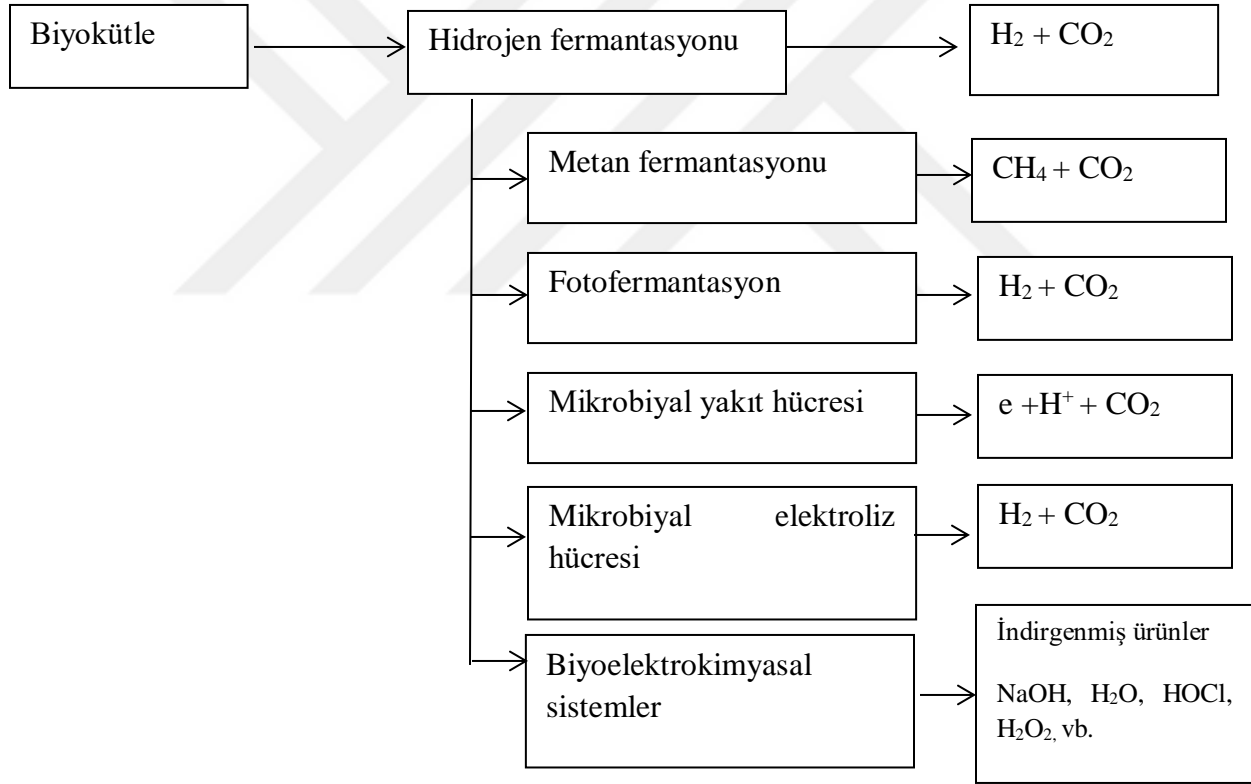 Biyokütle
Hidrojen fermantasyonu
H₂ + CO₂
Metan fermantasyonu
CH₄ + CO₂
Fotofermantasyon
H₂ + CO₂
Mikrobiyal yakıt hücresi
e +H⁺ + CO₂
Mikrobiyal elektroliz
hücresi
H₂ + CO₂
Biyoelektrokimyasal
sistemler
İndirgenmiş ürünler
NaOH, H₂O, HOCl,
H₂O₂, vb.